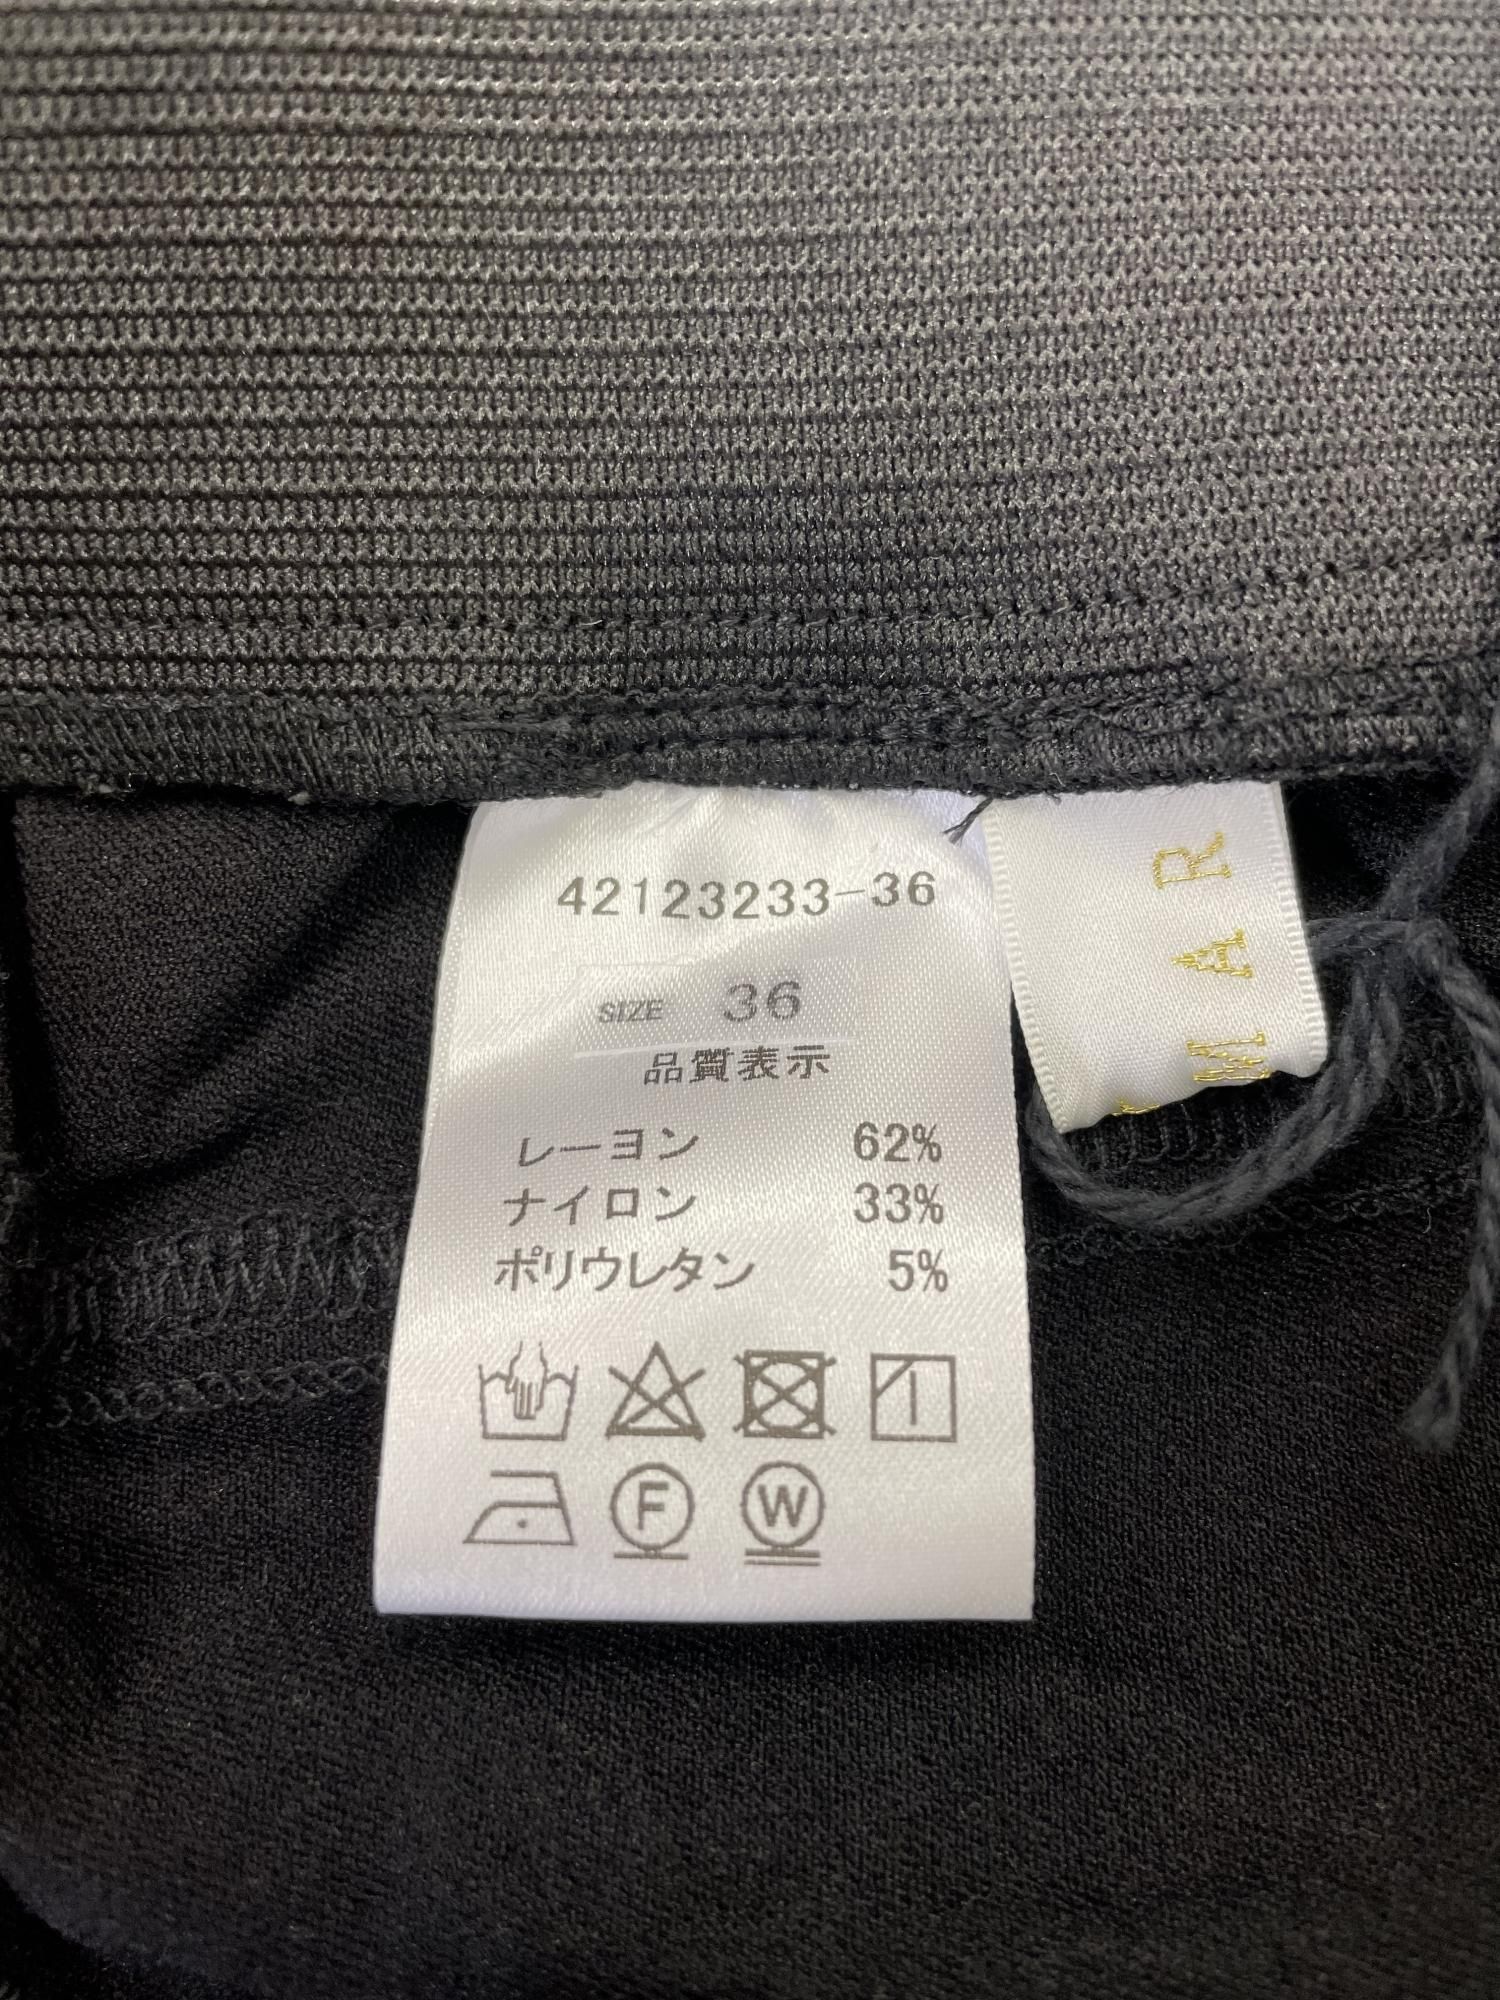 42123233-36
SIZE 36
品質表示
レーヨン 62%
ナイロン 33%
ポリウレタン 5%
F W
M A R